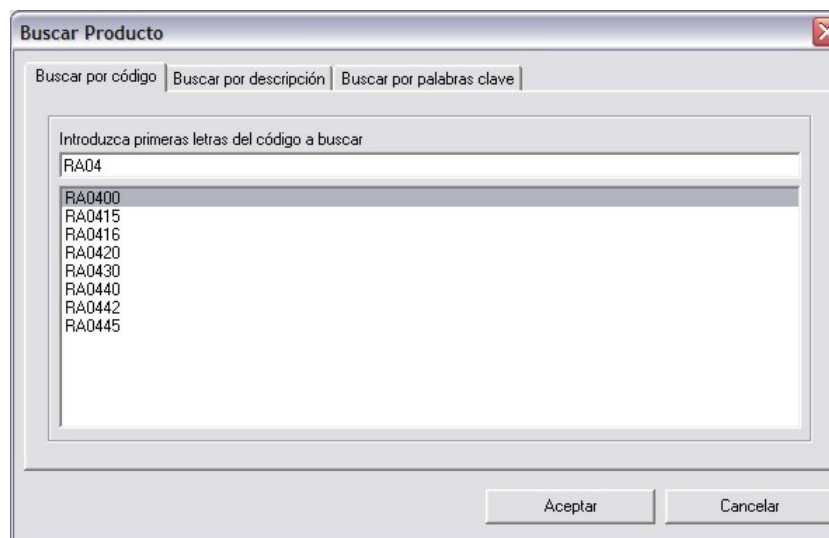 Buscar Producto
Buscar por código Buscar por descripción Buscar por palabras clave
Introduzca primeras letras del código a buscar
RA04
RA0400
RA0415
RA0416
RA0420
RA0430
RA0440
RA0442
RA0445
Aceptar Cancelar